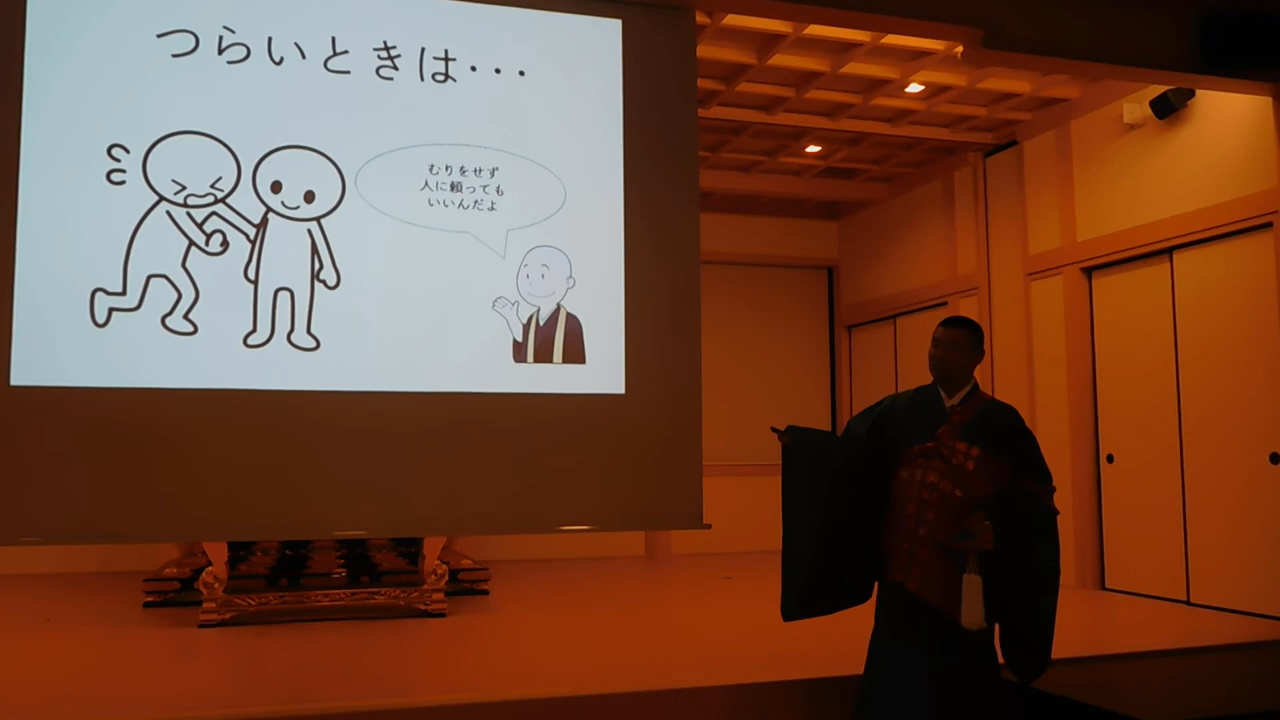 つらいときは・・・
むりをせず
人に頼っても
いいんだよ